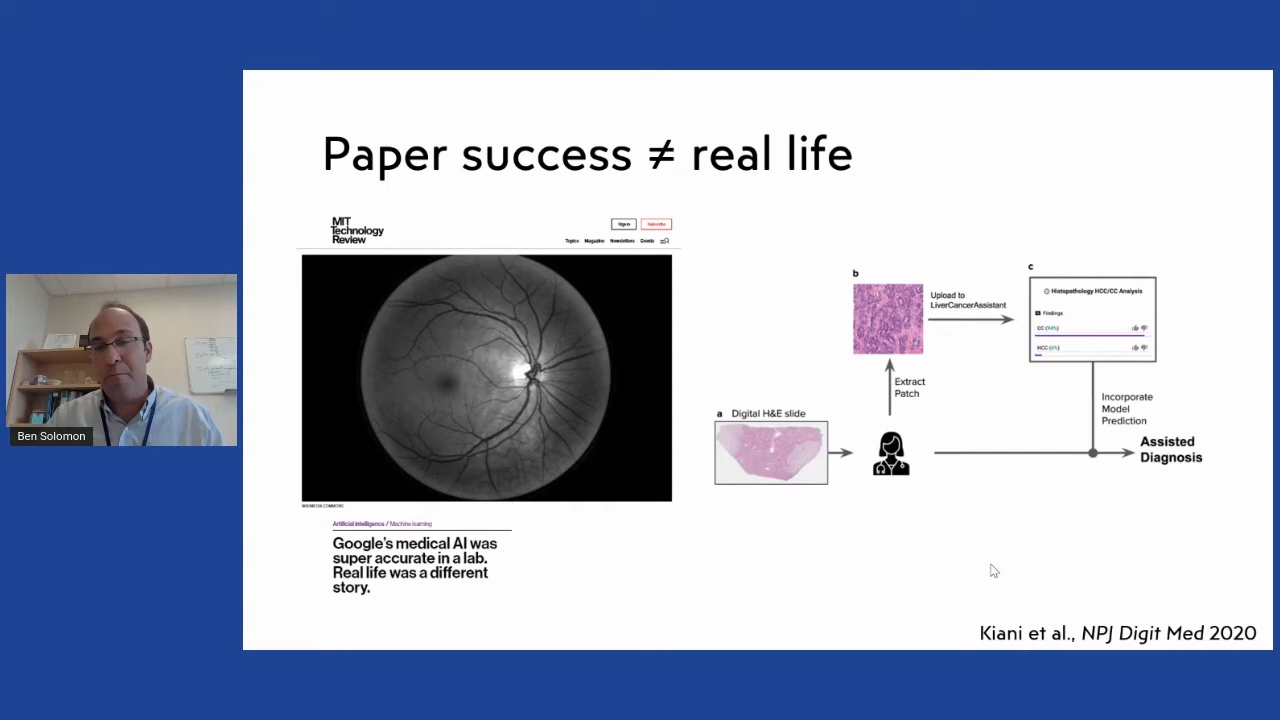 Paper success ≠ real life
MIT
Technology
Review
Sign in
Subscribe
Topics Magazine Newsletters Events
WIKIMEDIA COMMONS
Artificial intelligence / Machine learning
Google's medical AI was
super accurate in a lab.
Real life was a different
story.
a Digital H&E slide
b
Extract
Patch
Upload to
LiverCancerAssistant
c
Histopathology HCC/CC Analysis
Findings
CC (94%)
HCC (6%)
Incorporate
Model
Prediction
Assisted
Diagnosis
Kiani et al., NPJ Digit Med 2020
Ben Solomon